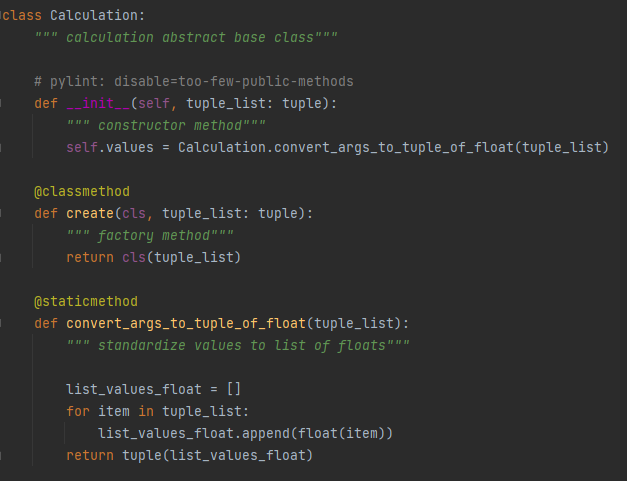 class Calculation:
    """ calculation abstract base class"""

    # pylint: disable=too-few-public-methods
    def __init__(self, tuple_list: tuple):
        """ constructor method"""
        self.values = Calculation.convert_args_to_tuple_of_float(tuple_list)

    @classmethod
    def create(cls, tuple_list: tuple):
        """ factory method"""
        return cls(tuple_list)

    @staticmethod
    def convert_args_to_tuple_of_float(tuple_list):
        """ standardize values to list of floats"""

        list_values_float = []
        for item in tuple_list:
            list_values_float.append(float(item))
        return tuple(list_values_float)